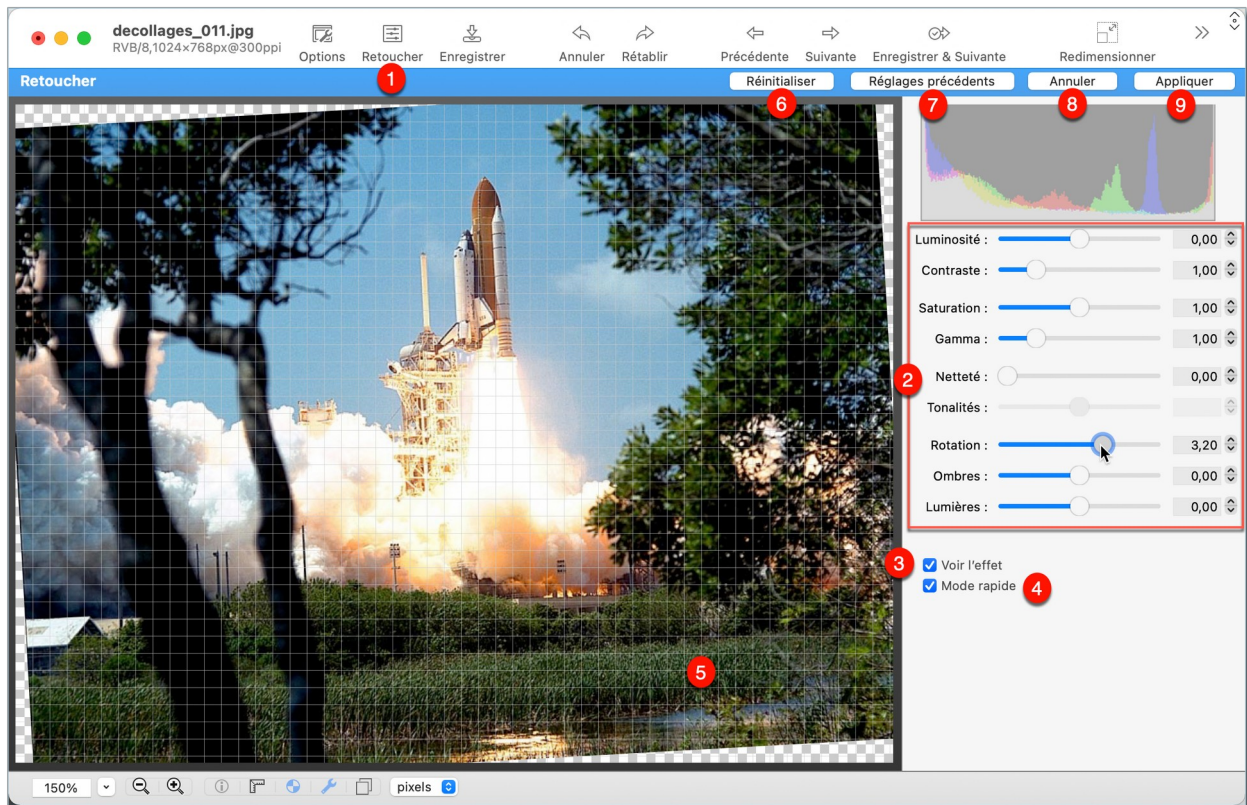 decollages_011.jpg
RVB/8,1024×768px@300ppi
Options Retoucher Enregistrer Annuler Rétablir Précédente Suivante Enregistrer & Suivante Redimensionner
1
Retoucher Réinitialiser Réglages précédents Annuler Appliquer
6 7 8 9
Luminosité : 0,00
Contraste : 1,00
Saturation : 1,00
Gamma : 1,00
2
Netteté : 0,00
Tonalités :
Rotation : 3,20
Ombres : 0,00
Lumières : 0,00
3 Voir l'effet
Mode rapide 4
5
150% pixels